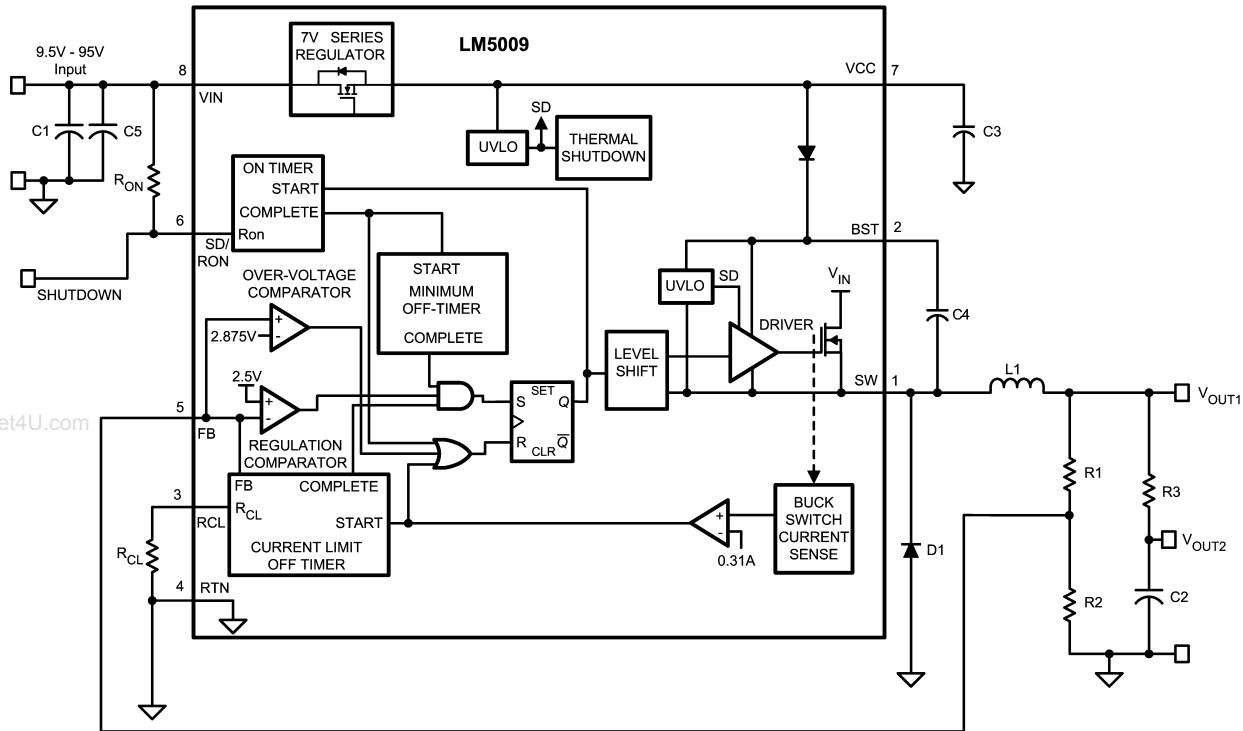 LM5009
9.5V - 95V
Input
8
VIN
7V SERIES
REGULATOR
VCC
7
C1
C5
C3
UVLO
SD
THERMAL
SHUTDOWN
RON
6
SD/
RON
ON TIMER
START
COMPLETE
Ron
SHUTDOWN
OVER-VOLTAGE
COMPARATOR
+
-
2.875V
START
MINIMUM
OFF-TIMER
COMPLETE
BST
2
UVLO
SD
VIN
DRIVER
C4
LEVEL
SHIFT
SW
1
L1
VOUT1
2.5V
+
-
5
FB
REGULATION
COMPARATOR
S
SET
Q
R
CLR
Q
et4U.com
FB
COMPLETE
3
RCL
RCL
START
CURRENT LIMIT
OFF TIMER
RCL
4
RTN
+
-
0.31A
BUCK
SWITCH
CURRENT
SENSE
D1
R1
R3
VOUT2
R2
C2